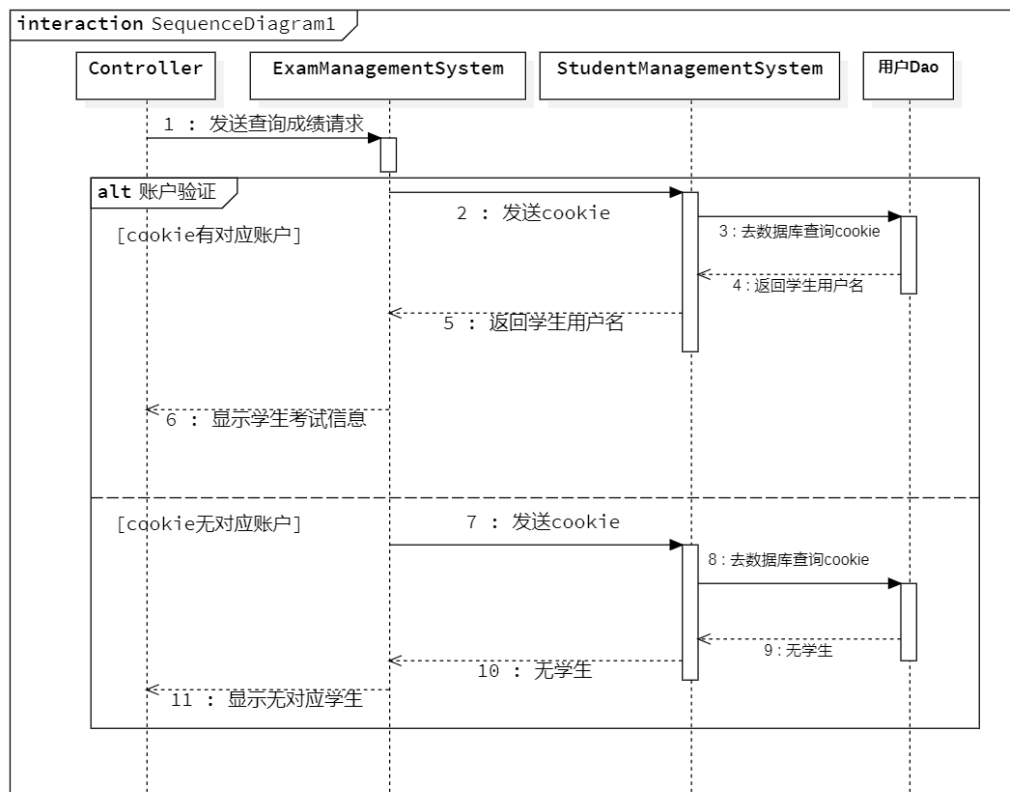 interaction SequenceDiagram1
Controller
ExamManagementSystem
StudentManagementSystem
用户Dao
1 : 发送查询成绩请求
alt 账户验证
2 : 发送cookie
[cookie有对应账户]
3 : 去数据库查询cookie
4 : 返回学生用户名
5 : 返回学生用户名
6 : 显示学生考试信息
[cookie无对应账户]
7 : 发送cookie
8 : 去数据库查询cookie
9 : 无学生
10 : 无学生
11 : 显示无对应学生